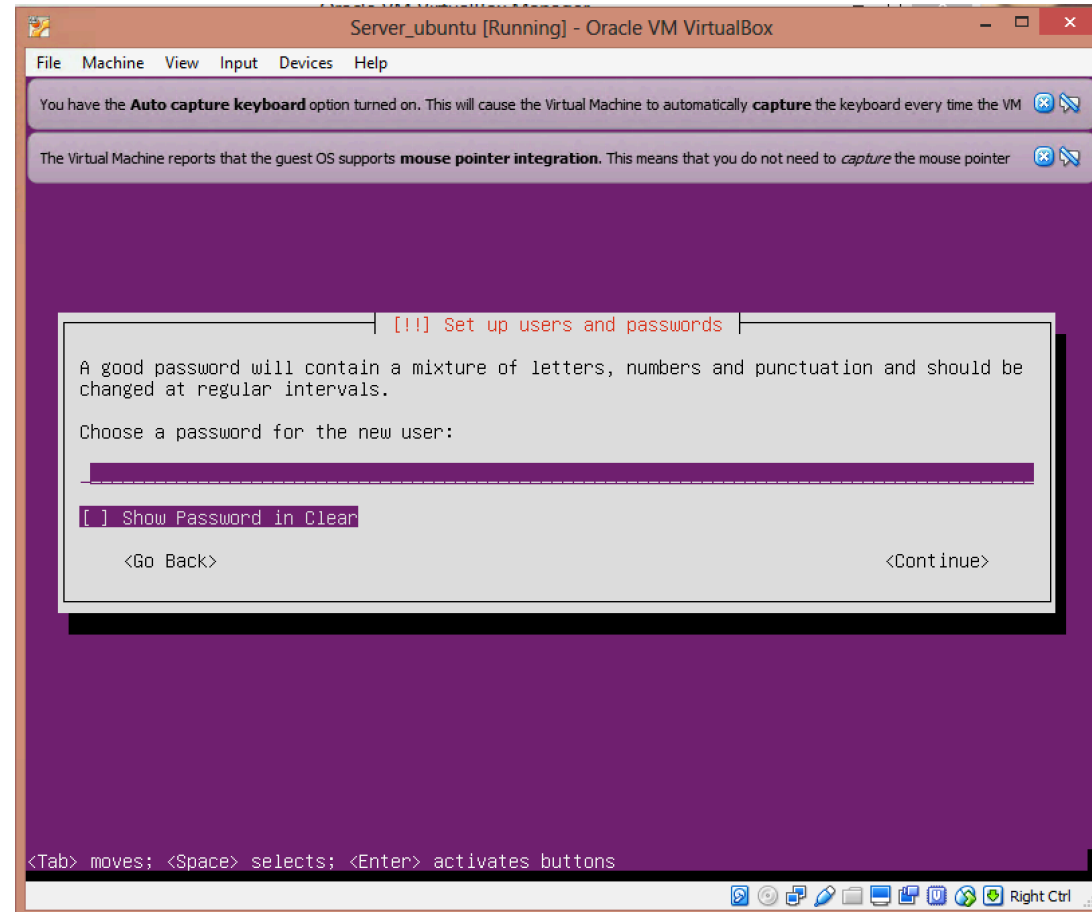 Oracle VM VirtualBox Manager
Server_ubuntu [Running] - Oracle VM VirtualBox
File Machine View Input Devices Help
You have the Auto capture keyboard option turned on. This will cause the Virtual Machine to automatically capture the keyboard every time the VM
The Virtual Machine reports that the guest OS supports mouse pointer integration. This means that you do not need to capture the mouse pointer
[!!] Set up users and passwords
A good password will contain a mixture of letters, numbers and punctuation and should be
changed at regular intervals.
Choose a password for the new user:
[ ] Show Password in Clear
<Go Back> <Continue>
<Tab> moves; <Space> selects; <Enter> activates buttons
Right Ctrl